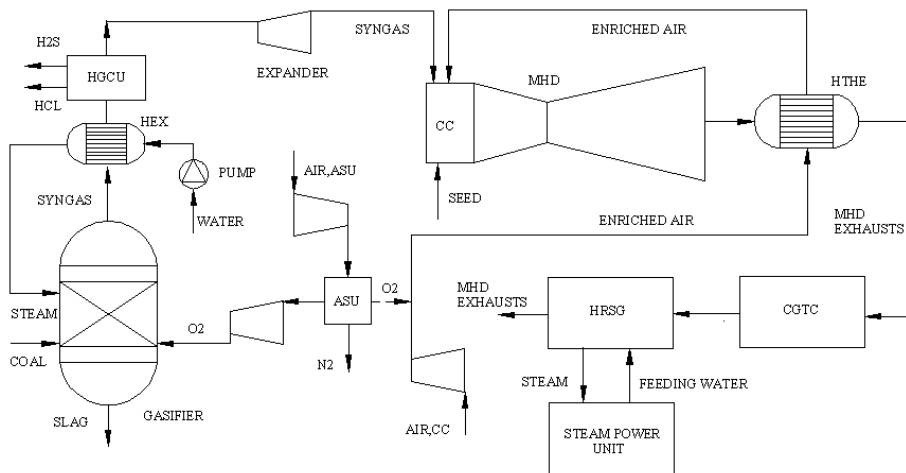 SYNGAS
ENRICHED AIR
H2S
EXPANDER
MHD
HTHE
HGCU
HCL
HEX
CC
PUMP
AIR,ASU
SYNGAS
SEED
WATER
ENRICHED AIR
MHD
EXHAUSTS
MHD
EXHAUSTS
STEAM
O2
ASU
O2
HRSG
CGTC
COAL
N2
STEAM
FEEDING WATER
SLAG
GASIFIER
AIR,CC
STEAM POWER
UNIT